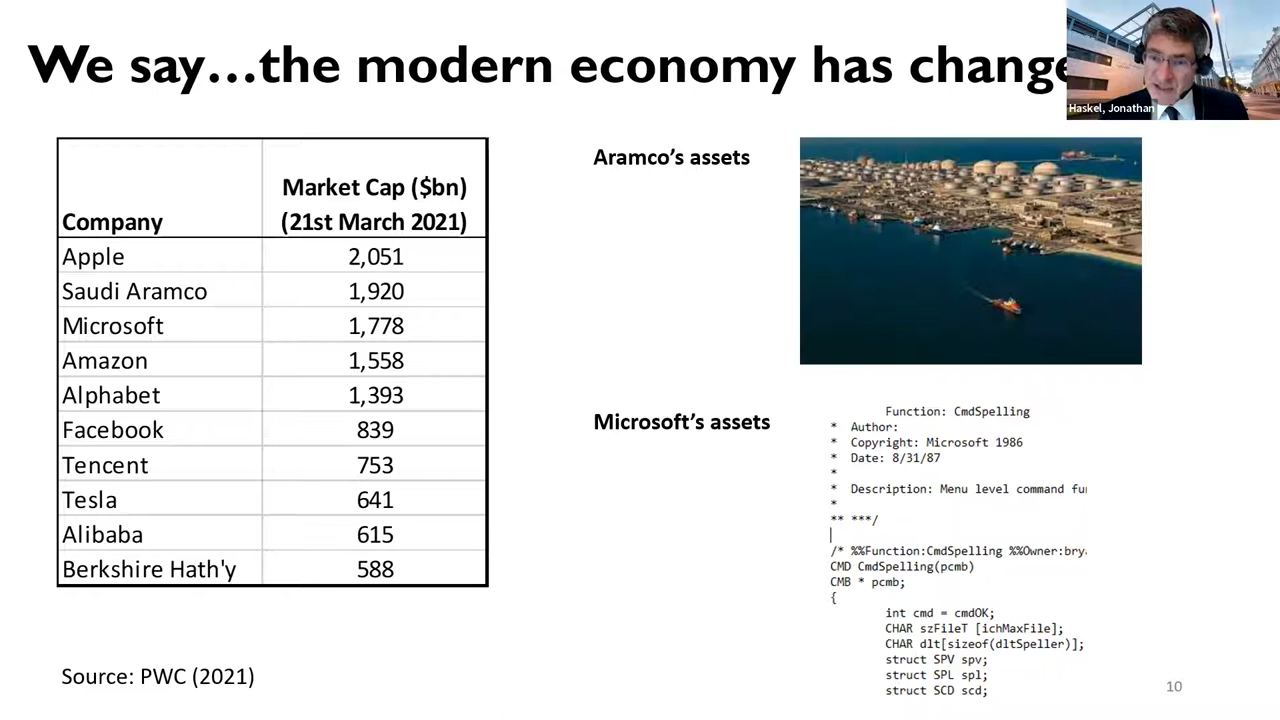 We say…the modern economy has change
Haskel, Jonathan
Company Market Cap ($bn) (21st March 2021)
Apple 2,051
Saudi Aramco 1,920
Microsoft 1,778
Amazon 1,558
Alphabet 1,393
Facebook 839
Tencent 753
Tesla 641
Alibaba 615
Berkshire Hath'y 588
Source: PWC (2021)
Aramco’s assets
Microsoft’s assets
Function: CmdSpelling
* Author:
* Copyright: Microsoft 1986
* Date: 8/31/87
*
* Description: Menu level command fu
*
** ***/
/* %%Function:CmdSpelling %%Owner:brya
CMD CmdSpelling(pcmb)
CMB * pcmb;
{
int cmd = cmdOK;
CHAR szFileT [ichMaxFile];
CHAR dlt[sizeof(dltSpeller)];
struct SPV spv;
struct SPL spl;
struct SCD scd;
10